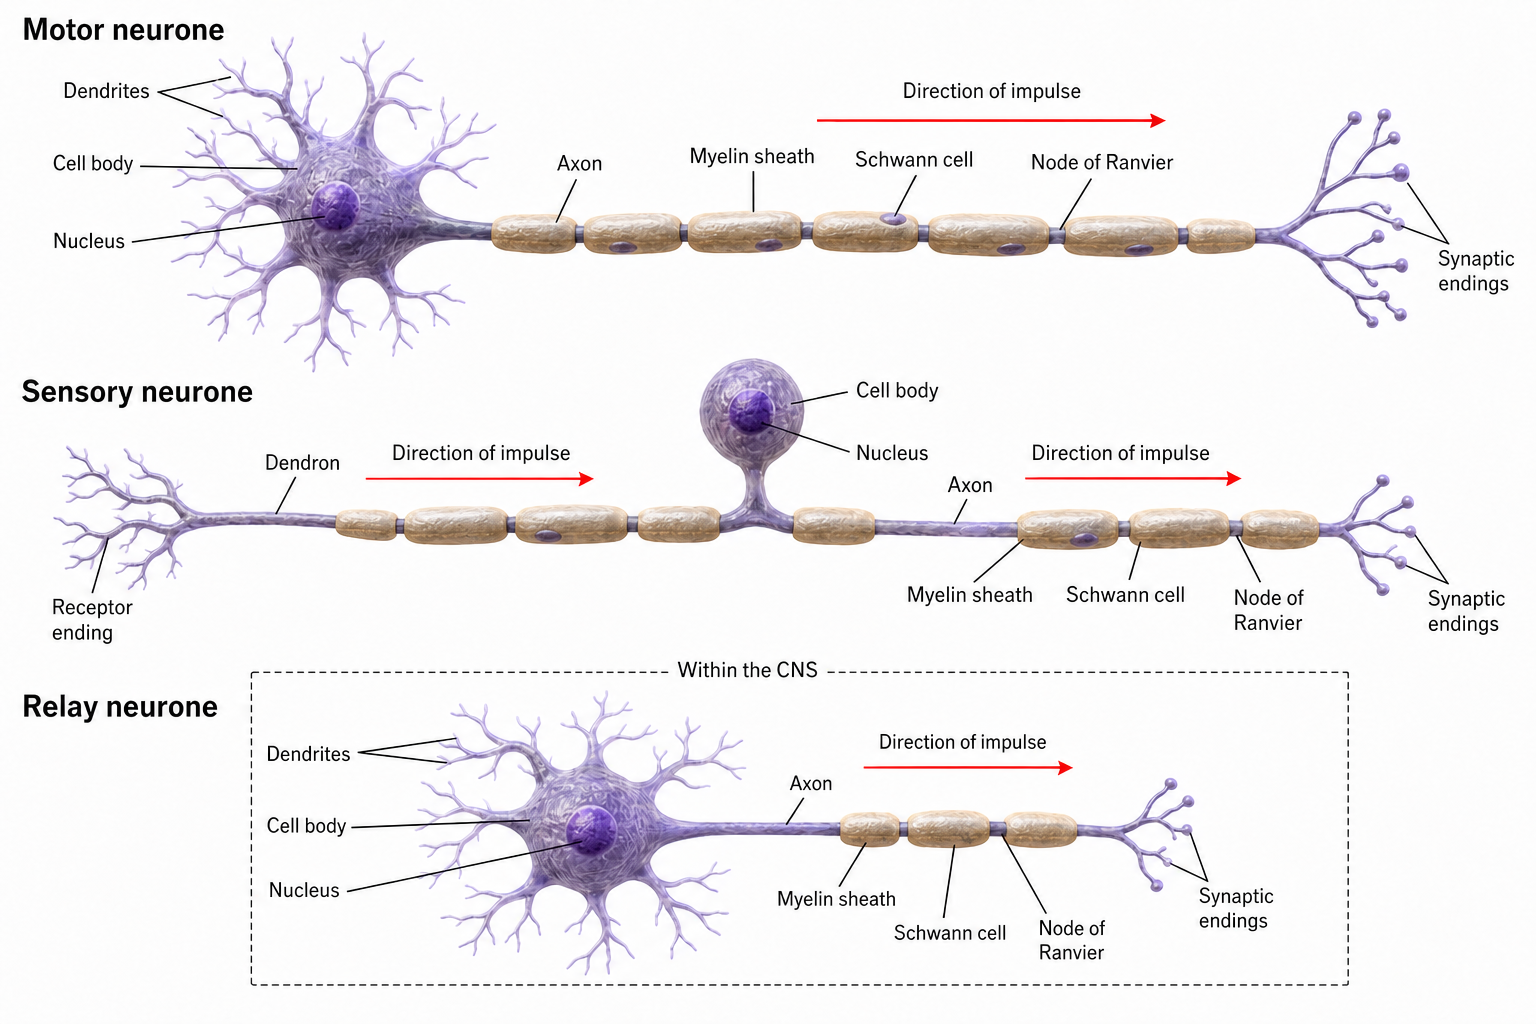 Motor neurone
Dendrites
Direction of impulse
Cell body
Axon
Myelin sheath
Schwann cell
Node of Ranvier
Nucleus
Synaptic
endings
Sensory neurone
Cell body
Nucleus
Dendron
Direction of impulse
Axon
Direction of impulse
Receptor
ending
Myelin sheath
Schwann cell
Node of
Ranvier
Synaptic
endings
Within the CNS
Relay neurone
Dendrites
Direction of impulse
Axon
Cell body
Nucleus
Myelin sheath
Schwann cell
Node of
Ranvier
Synaptic
endings